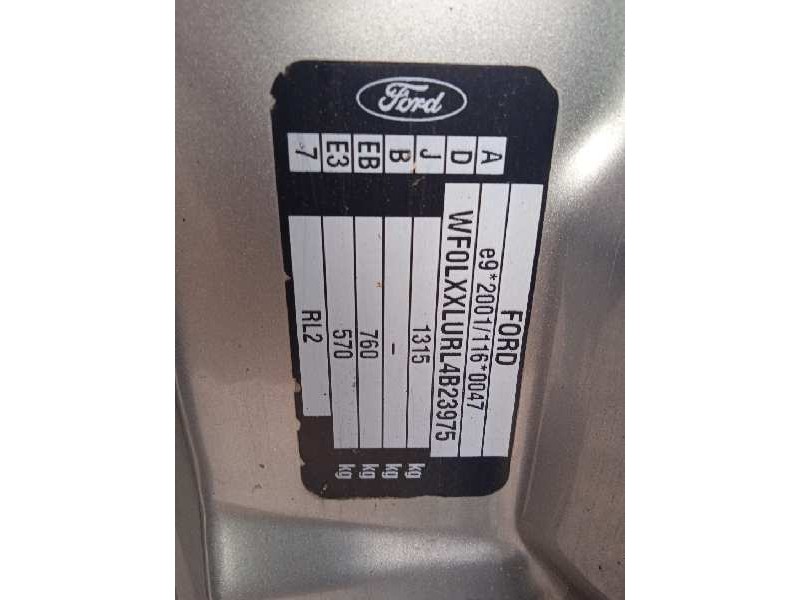 Ford
FORD
e9*2001/116*0047
WF0LXXLURL4B23975
1315 kg
- kg
760 kg
570 kg
RL2
A D J B EB E3 7